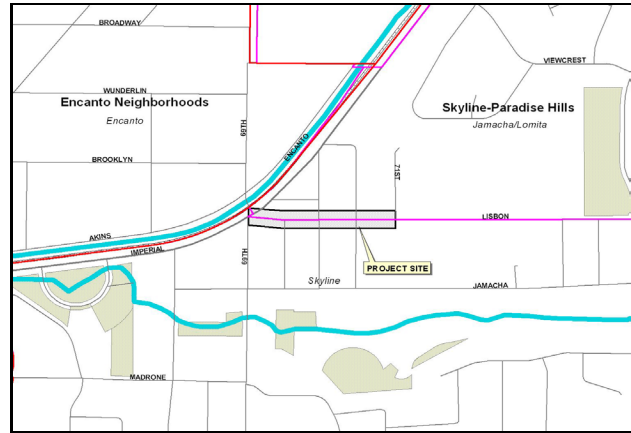 BROADWAY
VIEWCREST
WUNDERLIN
Encanto Neighborhoods
Skyline-Paradise Hills
Encanto
Jamacha/Lomita
69TH
ENCANTO
BROOKLYN
71ST
LISBON
AKINS
IMPERIAL
69TH
PROJECT SITE
Skyline
JAMACHA
MADRONE